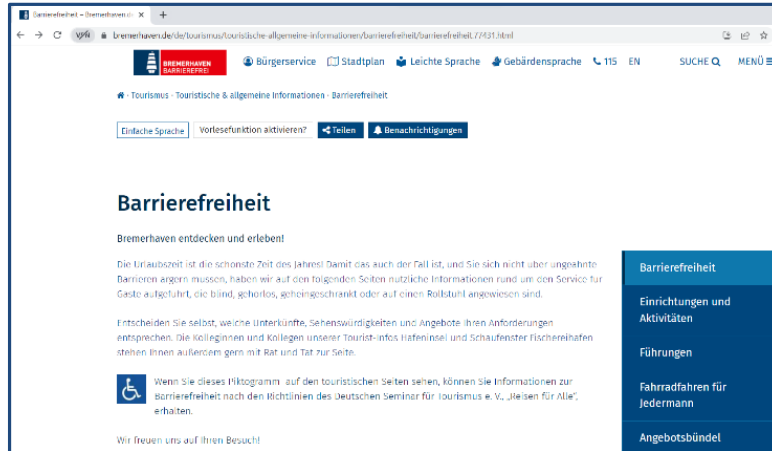 Barrierefreiheit – Bremerhaven.de
bremerhaven.de/de/tourismus/touristische-allgemeine-informationen/barrierefreiheit/barrierefreiheit.77431.html
BREMERHAVEN
BARRIEREFREI
Bürgerservice Stadtplan Leichte Sprache Gebärdensprache 115 EN SUCHE MENÜ
· Tourismus · Touristische & allgemeine Informationen · Barrierefreiheit
Einfache Sprache Vorlesefunktion aktivieren? Teilen Benachrichtigungen
Barrierefreiheit
Bremerhaven entdecken und erleben!
Die Urlaubszeit ist die schönste Zeit des Jahres! Damit das auch der Fall ist, und Sie sich nicht über ungeahnte
Barrieren ärgern müssen, haben wir auf den folgenden Seiten nützliche Informationen rund um den Service für
Gäste aufgeführt, die blind, gehörlos, geheingeschränkt oder auf einen Rollstuhl angewiesen sind.
Entscheiden Sie selbst, welche Unterkünfte, Sehenswürdigkeiten und Angebote Ihren Anforderungen
entsprechen. Die Kolleginnen und Kollegen unserer Tourist-Infos Hafeninsel und Schaufenster Fischereihafen
stehen Ihnen außerdem gern mit Rat und Tat zur Seite.
Wenn Sie dieses Piktogramm auf den touristischen Seiten sehen, können Sie Informationen zur
Barrierefreiheit nach den Richtlinien des Deutschen Seminar für Tourismus e. V., „Reisen für Alle",
erhalten.
Wir freuen uns auf Ihren Besuch!
Barrierefreiheit
Einrichtungen und
Aktivitäten
Führungen
Fahrradfahren für
Jedermann
Angebotsbündel